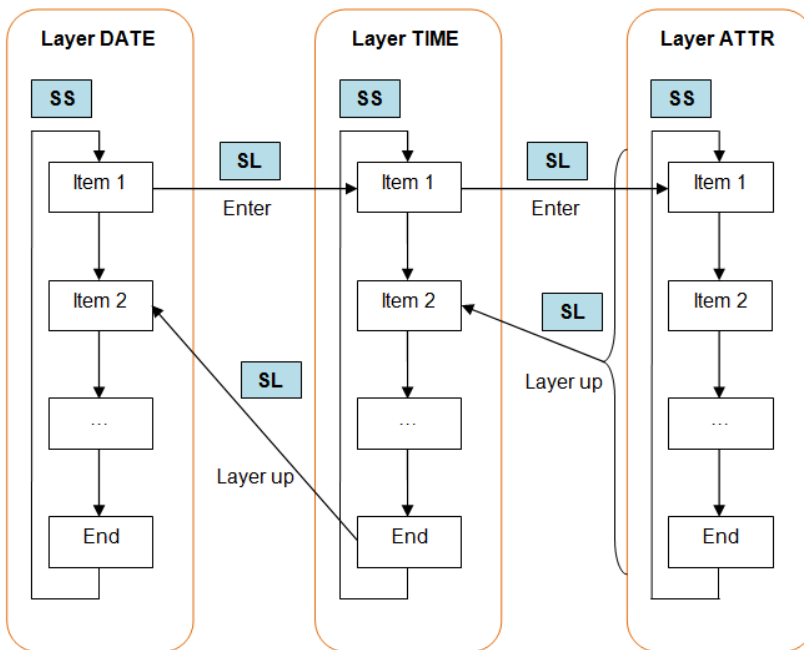 Layer DATE
Layer TIME
Layer ATTR
SS
SS
SS
SL
SL
Item 1
Item 1
Item 1
Enter
Enter
Item 2
Item 2
Item 2
SL
SL
Layer up
...
...
...
Layer up
End
End
End